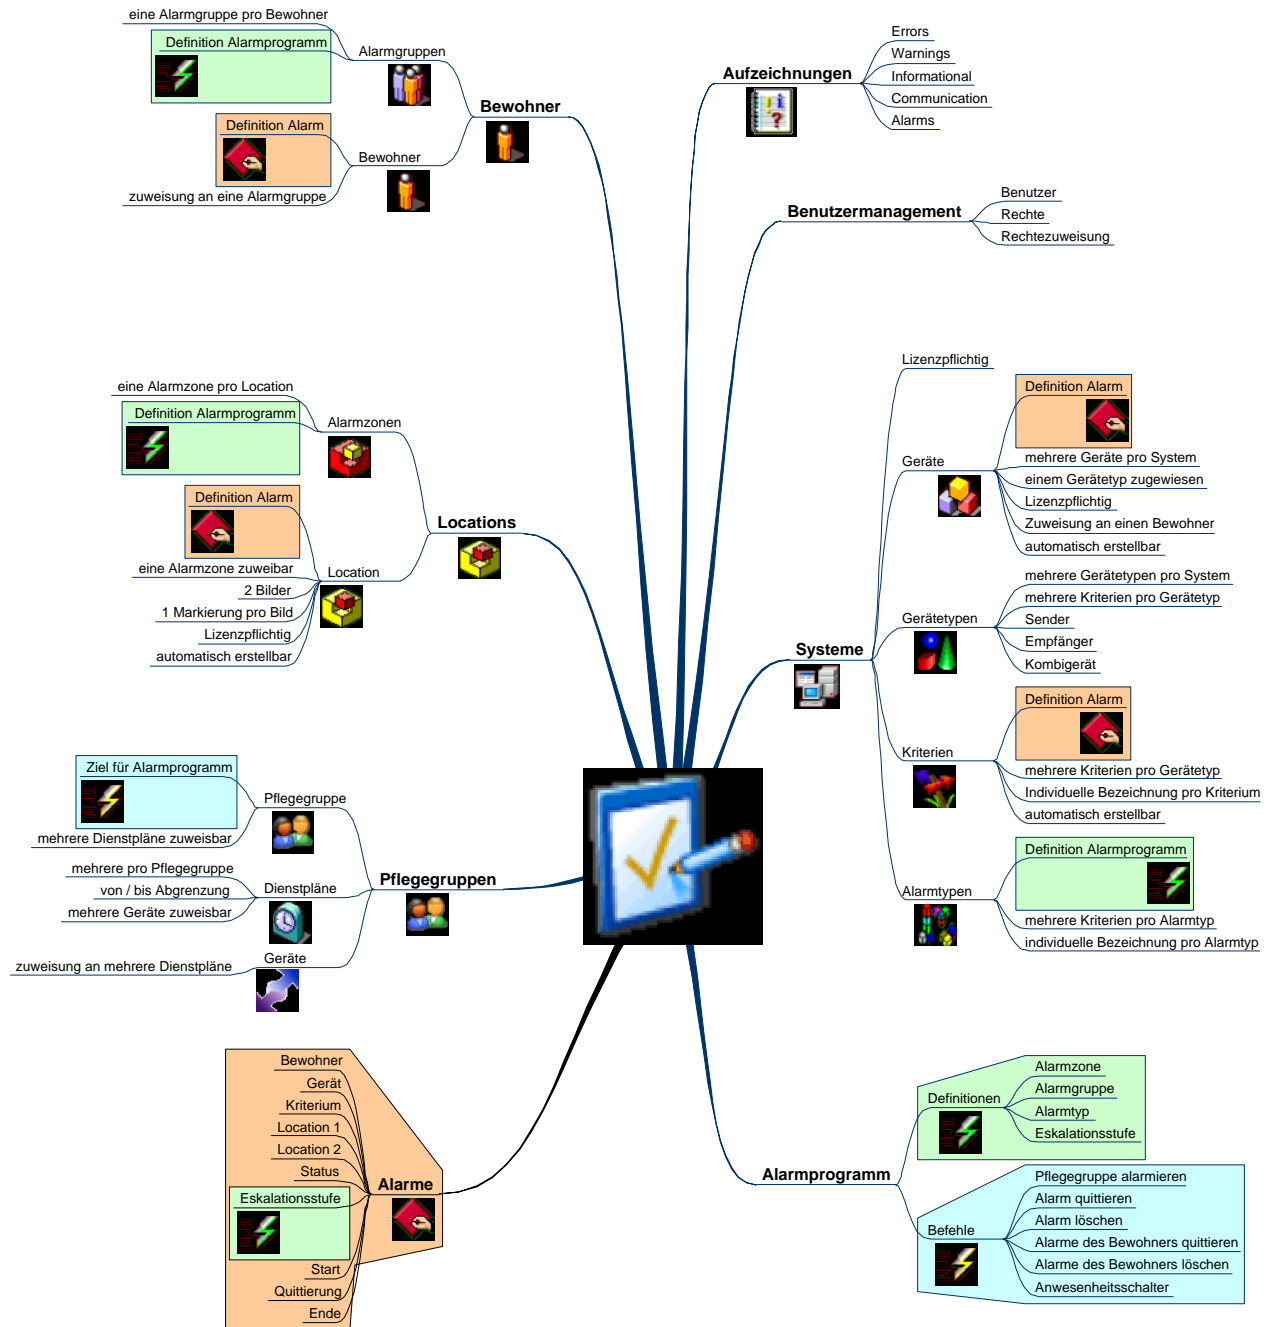 eine Alarmgruppe pro Bewohner
Definition Alarmprogramm
Alarmgruppen
Bewohner
Definition Alarm
Bewohner
zuweisung an eine Alarmgruppe
Aufzeichnungen
Errors
Warnings
Informational
Communication
Alarms
Benutzermanagement
Benutzer
Rechte
Rechtezuweisung
eine Alarmzone pro Location
Definition Alarmprogramm
Alarmzonen
Locations
Definition Alarm
Location
eine Alarmzone zuweibar
2 Bilder
1 Markierung pro Bild
Lizenzpflichtig
automatisch erstellbar
Systeme
Lizenzpflichtig
Geräte
Definition Alarm
mehrere Geräte pro System
einem Gerätetyp zugewiesen
Lizenzpflichtig
Zuweisung an einen Bewohner
automatisch erstellbar
Gerätetypen
mehrere Gerätetypen pro System
mehrere Kriterien pro Gerätetyp
Sender
Empfänger
Kombigerät
Kriterien
Definition Alarm
mehrere Kriterien pro Gerätetyp
Individuelle Bezeichnung pro Kriterium
automatisch erstellbar
Alarmtypen
Definition Alarmprogramm
mehrere Kriterien pro Alarmtyp
individuelle Bezeichnung pro Alarmtyp
Pflegegruppen
Ziel für Alarmprogramm
Pflegegruppe
mehrere Dienstpläne zuweisbar
mehrere pro Pflegegruppe
von / bis Abgrenzung
Dienstpläne
mehrere Geräte zuweisbar
Geräte
zuweisung an mehrere Dienstpläne
Alarme
Bewohner
Gerät
Kriterium
Location 1
Location 2
Status
Eskalationsstufe
Start
Quittierung
Ende
Alarmprogramm
Definitionen
Alarmzone
Alarmgruppe
Alarmtyp
Eskalationsstufe
Befehle
Pflegegruppe alarmieren
Alarm quittieren
Alarm löschen
Alarme des Bewohners quittieren
Alarme des Bewohners löschen
Anwesenheitsschalter